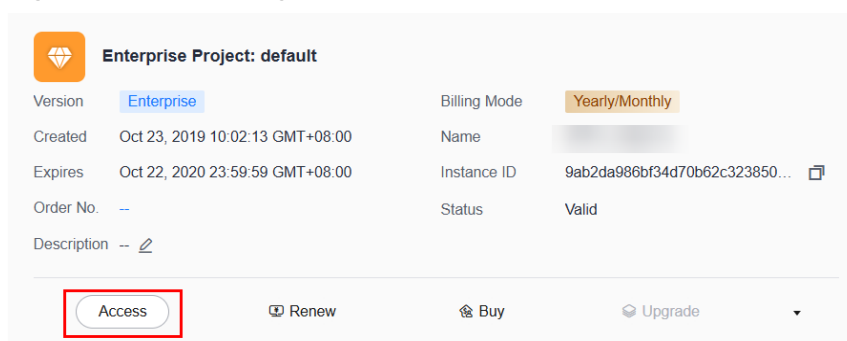 Enterprise Project: default
Version Enterprise Billing Mode Yearly/Monthly
Created Oct 23, 2019 10:02:13 GMT+08:00 Name
Expires Oct 22, 2020 23:59:59 GMT+08:00 Instance ID 9ab2da986bf34d70b62c323850...
Order No. -- Status Valid
Description --
Access Renew Buy Upgrade